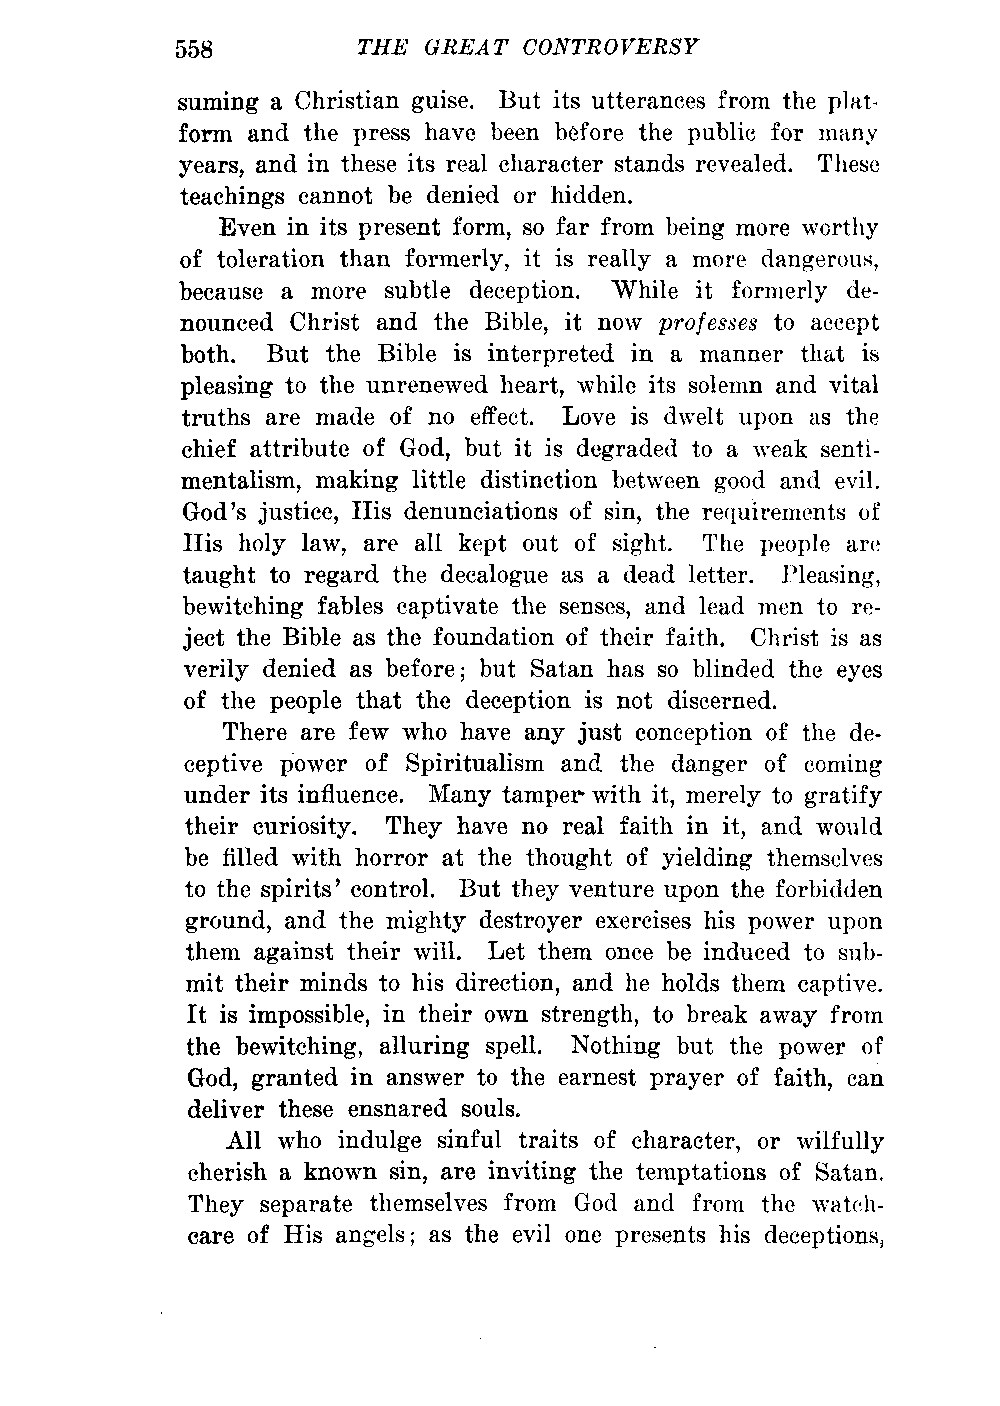 558 THE GREAT CONTROVERSY
suming a Christian guise. But its utterances from the plat-
form and the press have been before the public for many
years, and in these its real character stands revealed. These
teachings cannot be denied or hidden.
Even in its present form, so far from being more worthy
of toleration than formerly, it is really a more dangerous,
because a more subtle deception. While it formerly de-
nounced Christ and the Bible, it now professes to accept
both. But the Bible is interpreted in a manner that is
pleasing to the unrenewed heart, while its solemn and vital
truths are made of no effect. Love is dwelt upon as the
chief attribute of God, but it is degraded to a weak senti-
mentalism, making little distinction between good and evil.
God's justice, His denunciations of sin, the requirements of
His holy law, are all kept out of sight. The people are
taught to regard the decalogue as a dead letter. Pleasing,
bewitching fables captivate the senses, and lead men to re-
ject the Bible as the foundation of their faith. Christ is as
verily denied as before; but Satan has so blinded the eyes
of the people that the deception is not discerned.
There are few who have any just conception of the de-
ceptive power of Spiritualism and the danger of coming
under its influence. Many tamper with it, merely to gratify
their curiosity. They have no real faith in it, and would
be filled with horror at the thought of yielding themselves
to the spirits' control. But they venture upon the forbidden
ground, and the mighty destroyer exercises his power upon
them against their will. Let them once be induced to sub-
mit their minds to his direction, and he holds them captive.
It is impossible, in their own strength, to break away from
the bewitching, alluring spell. Nothing but the power of
God, granted in answer to the earnest prayer of faith, can
deliver these ensnared souls.
All who indulge sinful traits of character, or wilfully
cherish a known sin, are inviting the temptations of Satan.
They separate themselves from God and from the watch-
care of His angels; as the evil one presents his deceptions,